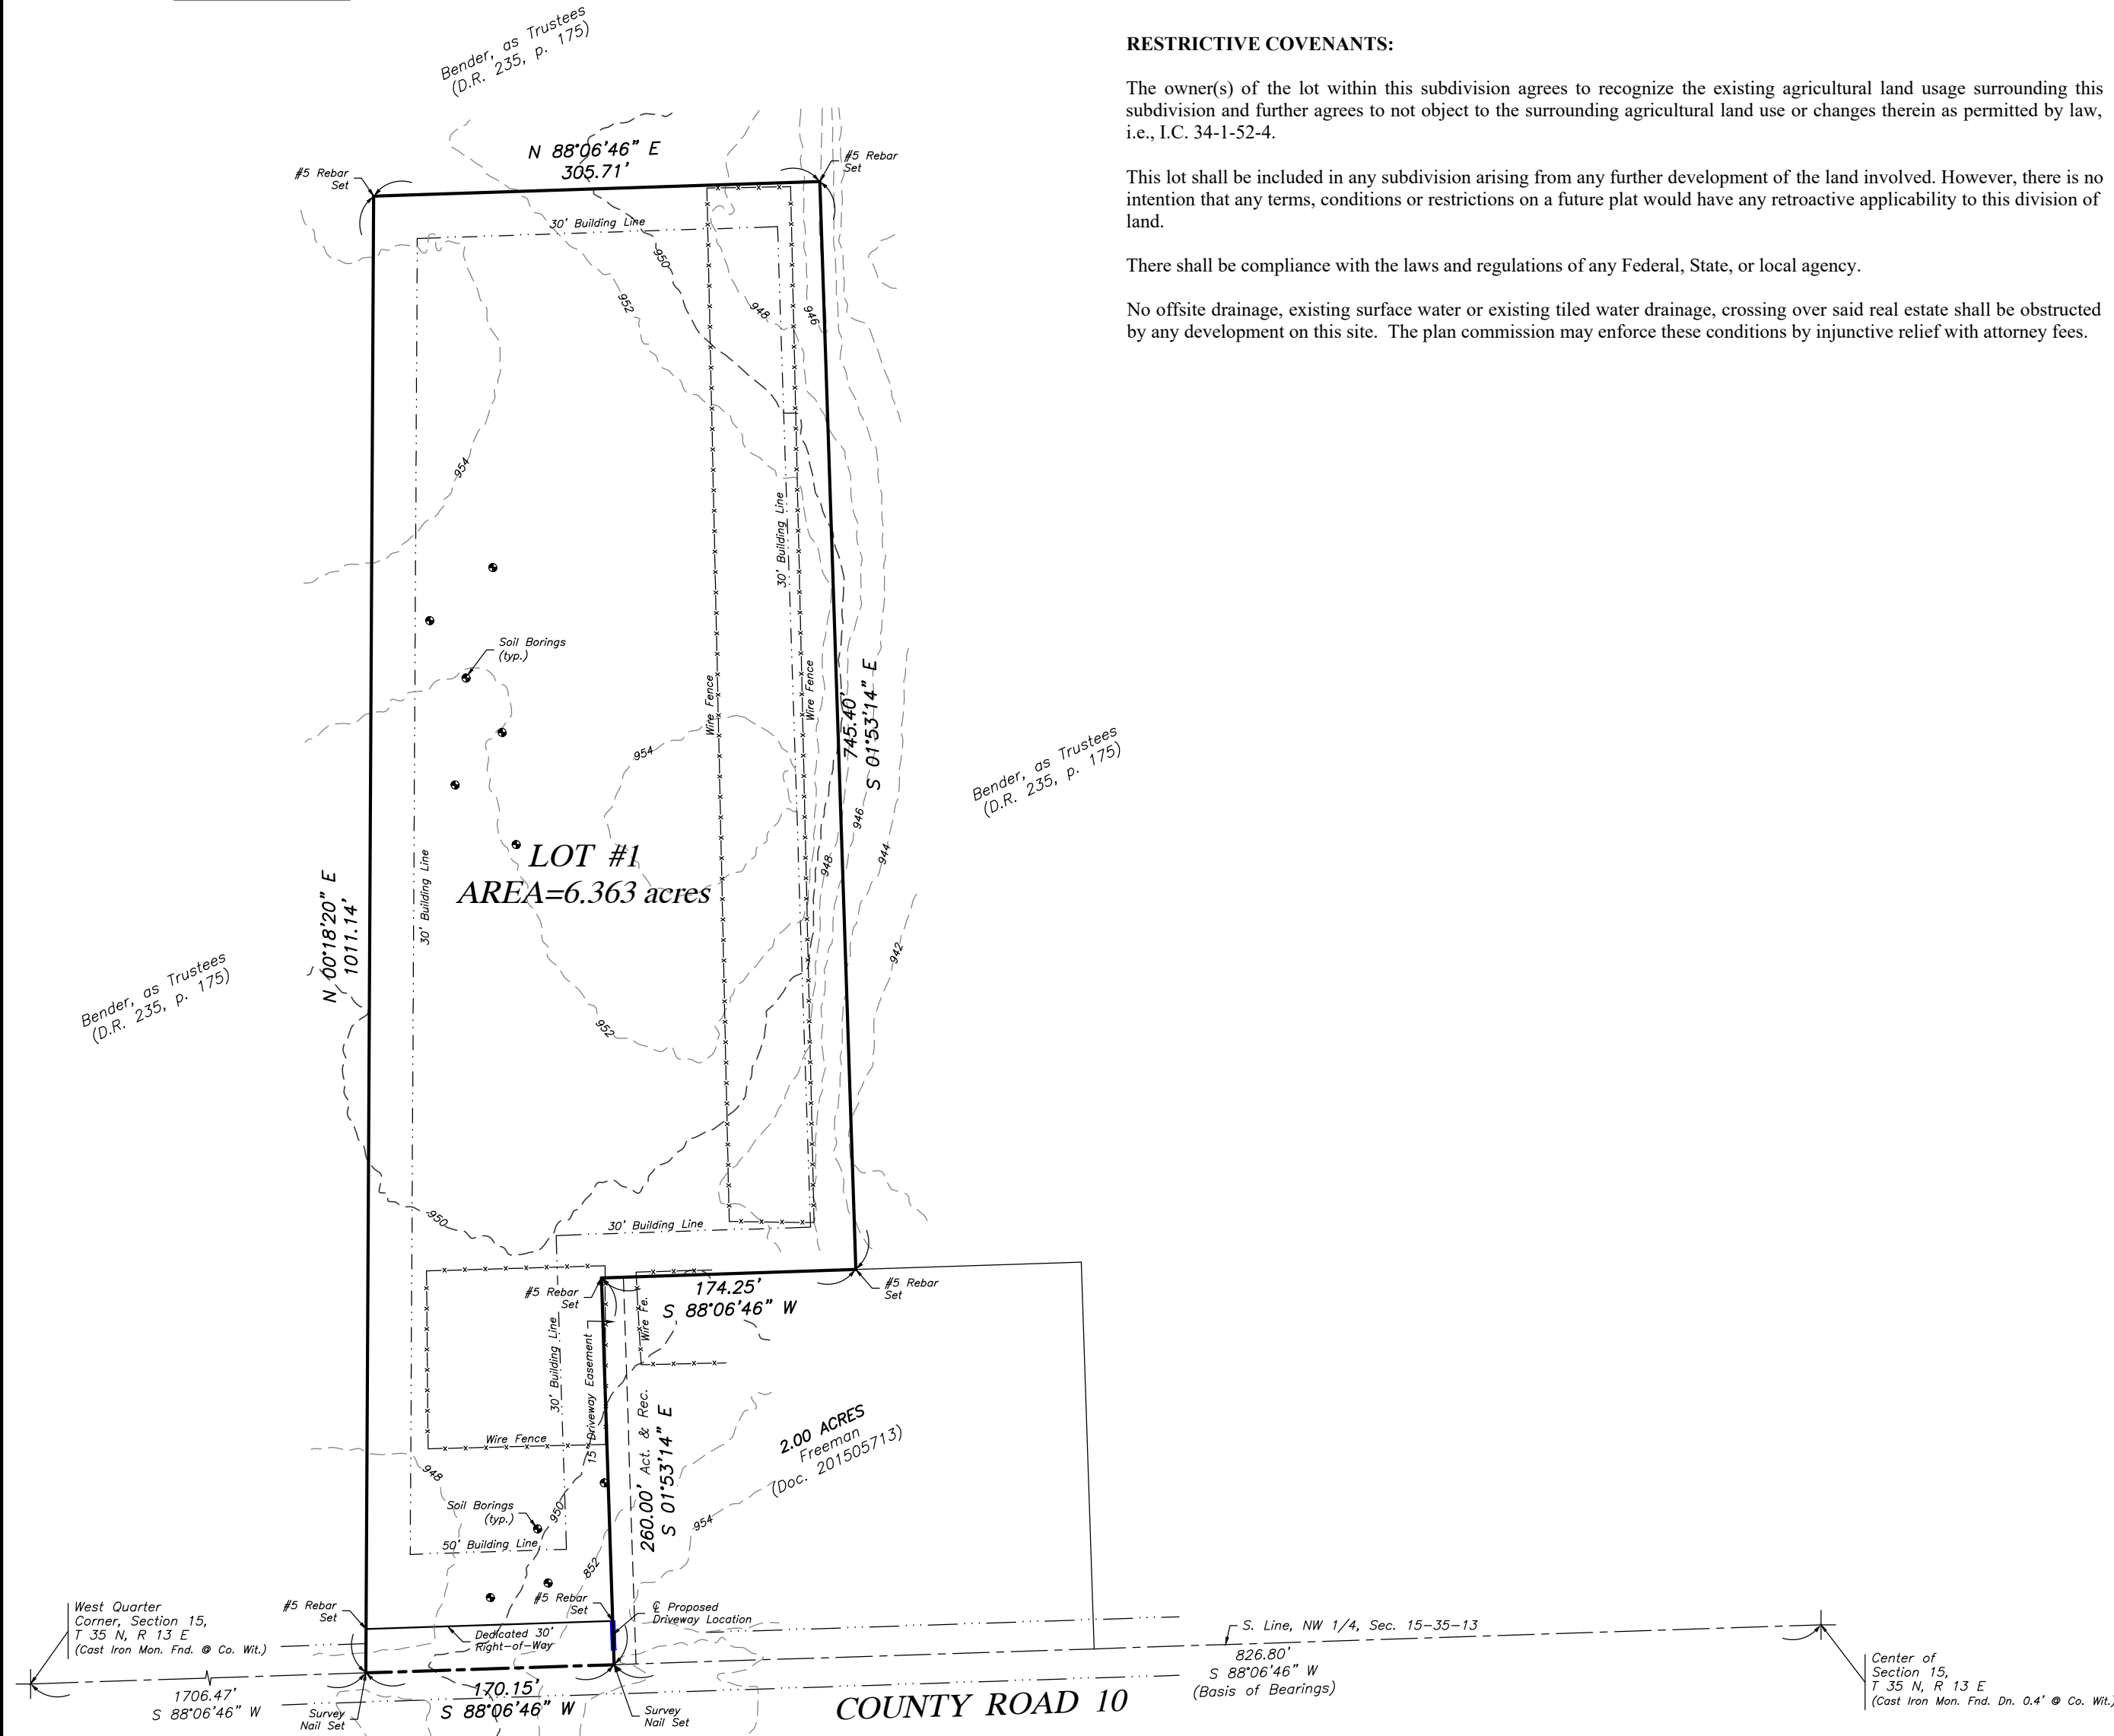 Bender, as Trustees
(D.R. 235, p. 175)
RESTRICTIVE COVENANTS:
The owner(s) of the lot within this subdivision agrees to recognize the existing agricultural land usage surrounding this
subdivision and further agrees to not object to the surrounding agricultural land use or changes therein as permitted by law,
i.e., I.C. 34-1-52-4.
This lot shall be included in any subdivision arising from any further development of the land involved. However, there is no
intention that any terms, conditions or restrictions on a future plat would have any retroactive applicability to this division of
land.
There shall be compliance with the laws and regulations of any Federal, State, or local agency.
No offsite drainage, existing surface water or existing tiled water drainage, crossing over said real estate shall be obstructed
by any development on this site. The plan commission may enforce these conditions by injunctive relief with attorney fees.
N 88°06'46" E
305.71'
#5 Rebar
Set
#5 Rebar
Set
30' Building Line
950
952
948
946
954
30' Building Line
Soil Borings
(typ.)
Wire Fence
Wire Fence
745.40'
S 01°53'14" E
954
Bender, as Trustees
(D.R. 235, p. 175)
946
948
944
LOT #1
AREA=6.363 acres
30' Building Line
N 00°18'20" E
1011.14'
942
Bender, as Trustees
(D.R. 235, p. 175)
952
950
30' Building Line
#5 Rebar
Set
174.25'
S 88°06'46" W
#5 Rebar
Set
Wire Fe.
30' Building Line
15' Driveway Easement
260.00' Act. & Rec.
S 01°53'14" E
2.00 ACRES
Freeman
(Doc. 201505713)
Wire Fence
948
Soil Borings
(typ.)
950
954
50' Building Line
852
#5 Rebar
Set
#5 Rebar
Set
℄ Proposed
Driveway Location
West Quarter
Corner, Section 15,
T 35 N, R 13 E
(Cast Iron Mon. Fnd. @ Co. Wit.)
Dedicated 30'
Right-of-Way
S. Line, NW 1/4, Sec. 15-35-13
826.80'
S 88°06'46" W
(Basis of Bearings)
Center of
Section 15,
T 35 N, R 13 E
(Cast Iron Mon. Fnd. Dn. 0.4' @ Co. Wit.)
1706.47'
S 88°06'46" W
170.15'
S 88°06'46" W
Survey
Nail Set
Survey
Nail Set
COUNTY ROAD 10